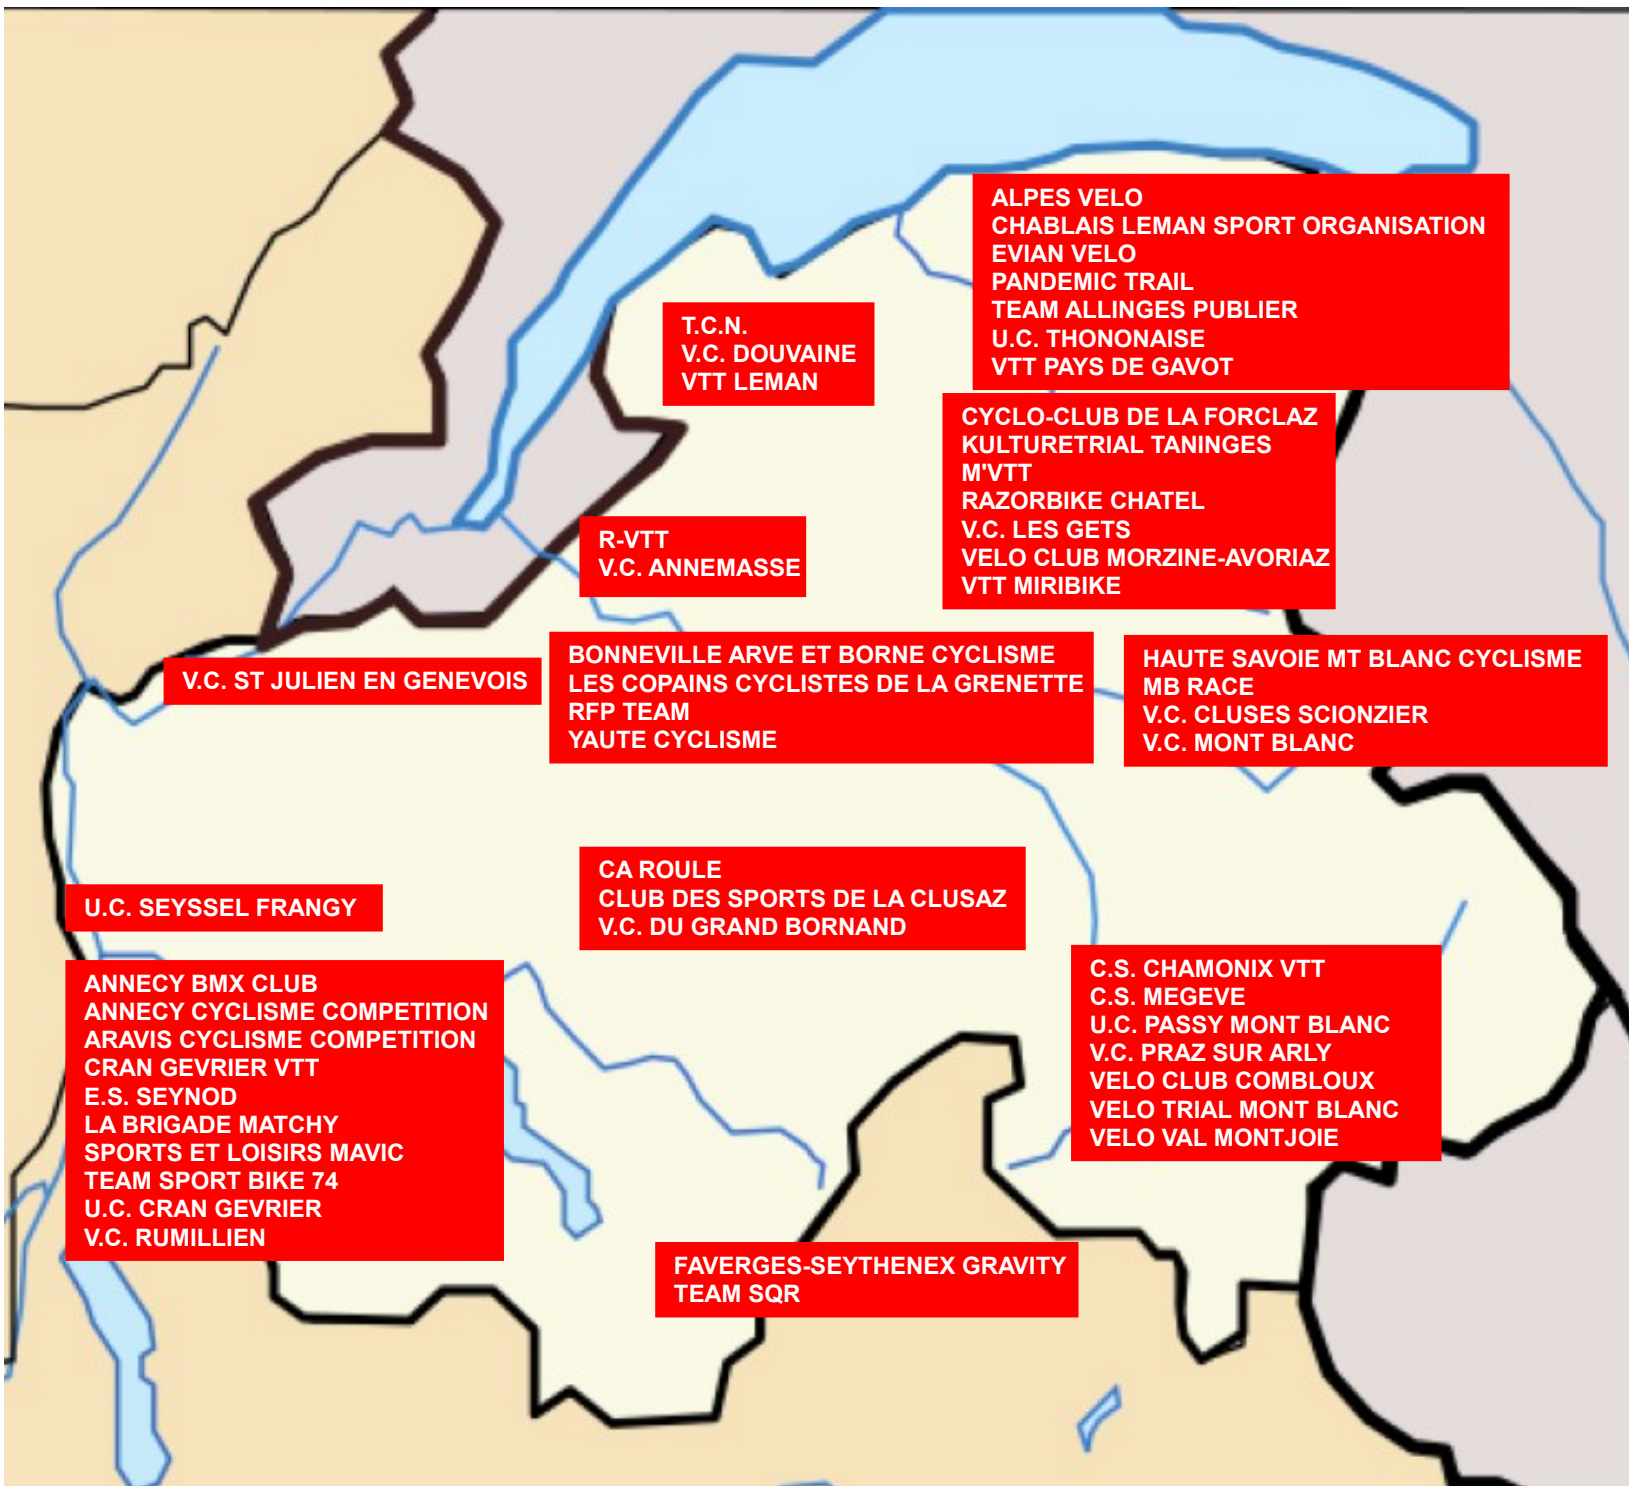 ALPES VELO
CHABLAIS LEMAN SPORT ORGANISATION
EVIAN VELO
PANDEMIC TRAIL
TEAM ALLINGES PUBLIER
U.C. THONONAISE
VTT PAYS DE GAVOT
T.C.N.
V.C. DOUVAINE
VTT LEMAN
CYCLO-CLUB DE LA FORCLAZ
KULTURETRIAL TANINGES
M'VTT
RAZORBIKE CHATEL
V.C. LES GETS
VELO CLUB MORZINE-AVORIAZ
VTT MIRIBIKE
R-VTT
V.C. ANNEMASSE
V.C. ST JULIEN EN GENEVOIS
BONNEVILLE ARVE ET BORNE CYCLISME
LES COPAINS CYCLISTES DE LA GRENETTE
RFP TEAM
YAUTE CYCLISME
HAUTE SAVOIE MT BLANC CYCLISME
MB RACE
V.C. CLUSES SCIONZIER
V.C. MONT BLANC
CA ROULE
CLUB DES SPORTS DE LA CLUSAZ
V.C. DU GRAND BORNAND
U.C. SEYSSEL FRANGY
ANNECY BMX CLUB
ANNECY CYCLISME COMPETITION
ARAVIS CYCLISME COMPETITION
CRAN GEVRIER VTT
E.S. SEYNOD
LA BRIGADE MATCHY
SPORTS ET LOISIRS MAVIC
TEAM SPORT BIKE 74
U.C. CRAN GEVRIER
V.C. RUMILLIEN
C.S. CHAMONIX VTT
C.S. MEGEVE
U.C. PASSY MONT BLANC
V.C. PRAZ SUR ARLY
VELO CLUB COMBLOUX
VELO TRIAL MONT BLANC
VELO VAL MONTJOIE
FAVERGES-SEYTHENEX GRAVITY
TEAM SQR